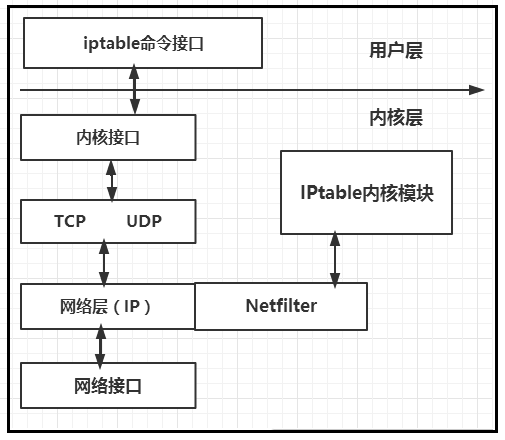 iptable命令接口
用户层
内核层
内核接口
IPtable内核模块
TCP UDP
网络层（IP）
Netfilter
网络接口